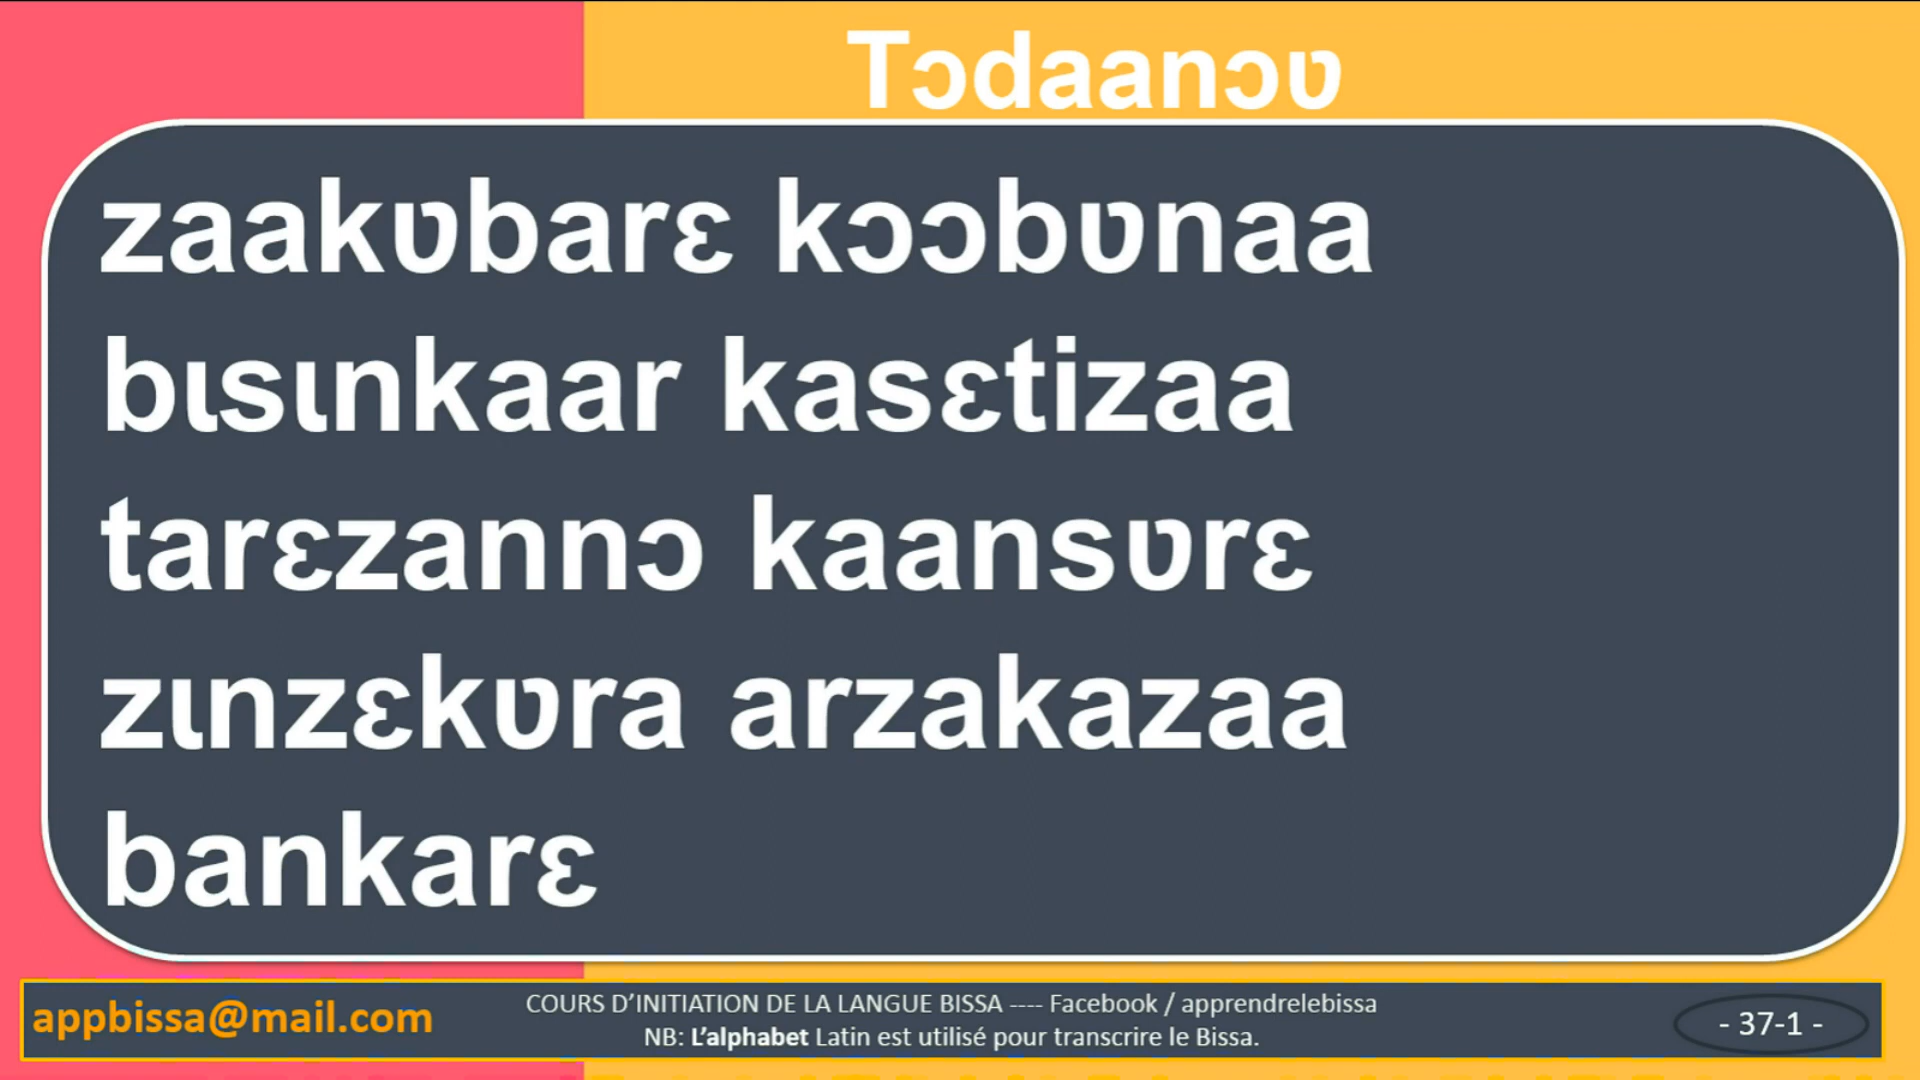 Tɔdaanɔʋ
zaakʋbarɛ kɔɔbʋnaa
bɩsɩnkaar kasɛtizaa
tarɛzannɔ kaansʋrɛ
zɩnzɛkʋra arzakazaa
bankarɛ
appbissa@mail.com
COURS D’INITIATION DE LA LANGUE BISSA ---- Facebook / apprendrelebissa
NB: L’alphabet Latin est utilisé pour transcrire le Bissa.
- 37-1 -